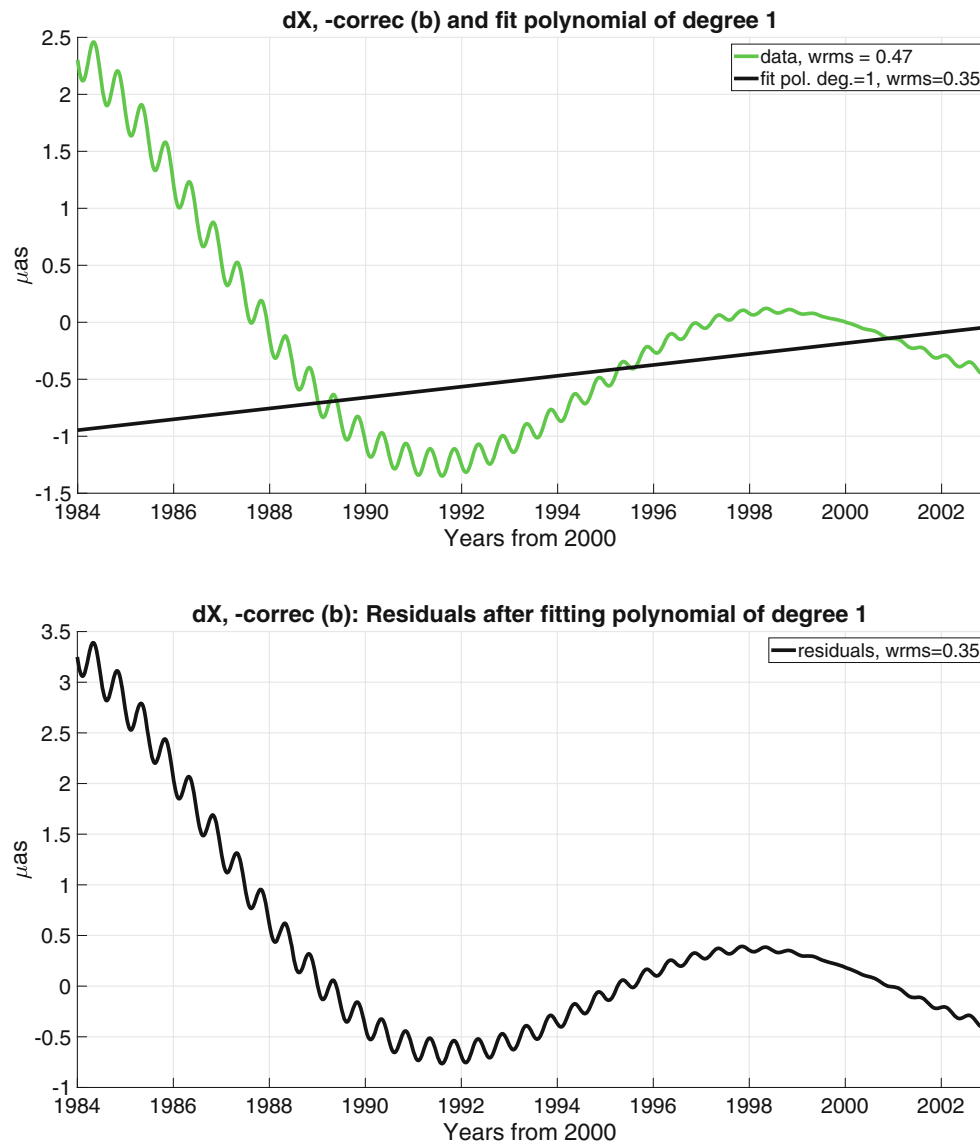 dX, -correc (b) and fit polynomial of degree 1
data, wrms = 0.47
fit pol. deg.=1, wrms=0.35
2.5
2
1.5
1
0.5
0
-0.5
-1
-1.5
µas
1984 1986 1988 1990 1992 1994 1996 1998 2000 2002
Years from 2000
dX, -correc (b): Residuals after fitting polynomial of degree 1
residuals, wrms=0.35
3.5
3
2.5
2
1.5
1
0.5
0
-0.5
-1
µas
1984 1986 1988 1990 1992 1994 1996 1998 2000 2002
Years from 2000